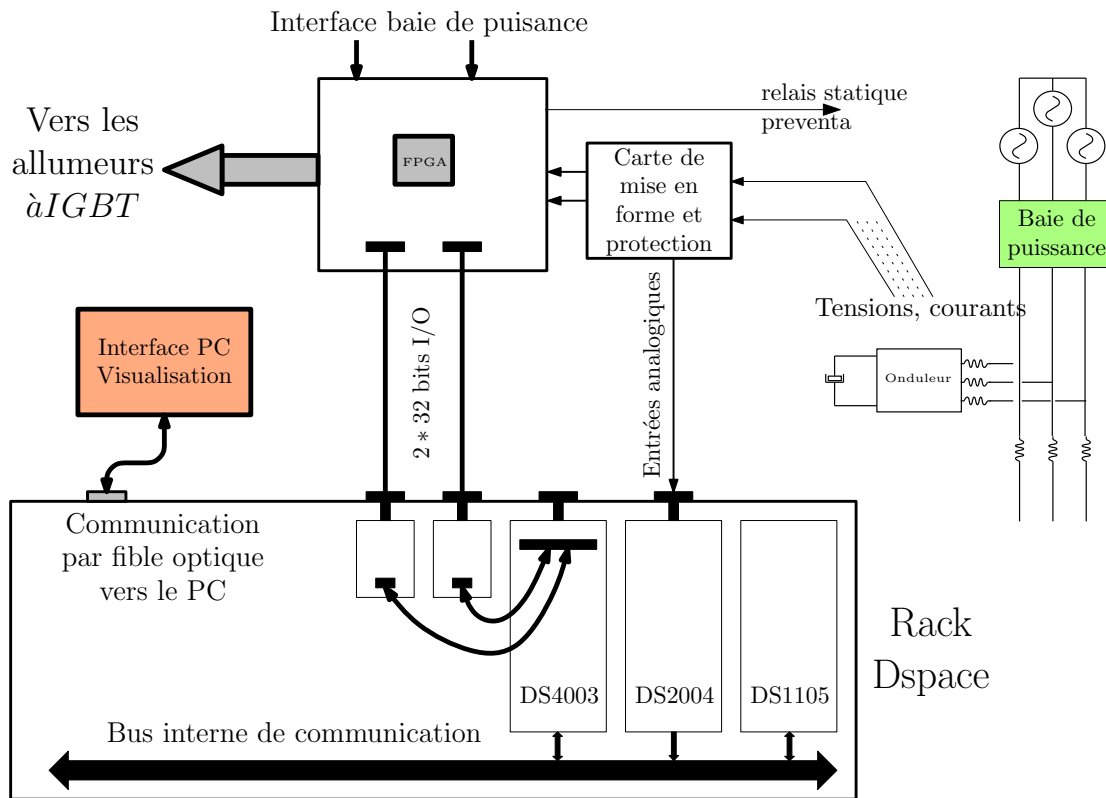 Interface baie de puisance
Vers les
allumeurs
àIGBT
FPGA
relais statique
preventa
Carte de
mise en
forme et
protection
Baie de
puissance
Tensions, courants
Onduleur
Interface PC
Visualisation
2 * 32 bits I/O
Entrées analogiques
Communication
par fible optique
vers le PC
DS4003
DS2004
DS1105
Rack
Dspace
Bus interne de communication